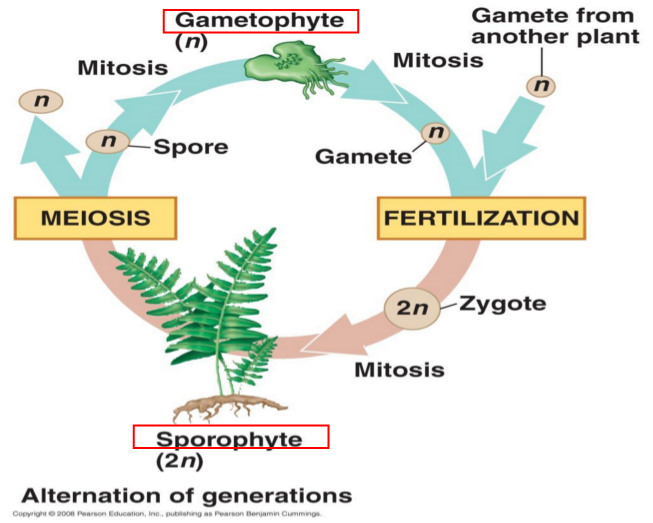 Gametophyte
(n)
Gamete from
another plant
Mitosis
Mitosis
n
n
n
Spore
n
Gamete
MEIOSIS
FERTILIZATION
2n
Zygote
Mitosis
Sporophyte
(2n)
Alternation of generations
Copyright © 2008 Pearson Education, Inc., publishing as Pearson Benjamin Cummings.